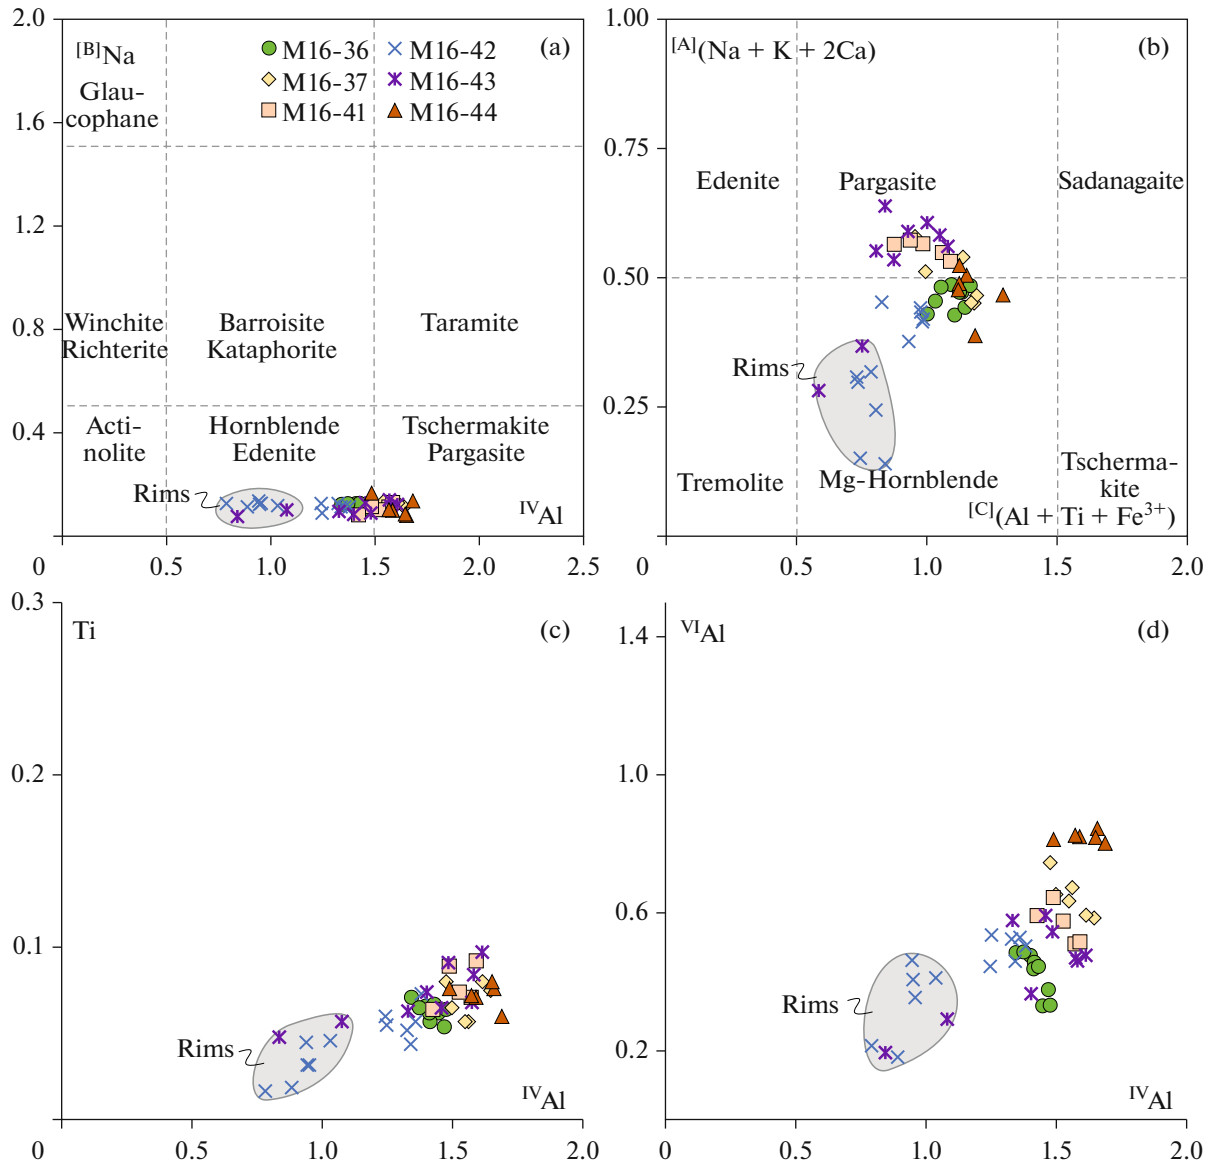 2.0
[B]Na
M16-36
M16-42
(a)
M16-37
M16-43
M16-41
M16-44
Glau-
cophane
1.6
1.2
0.8
Winchite
Richterite
Barroisite
Kataphorite
Taramite
0.4
Acti-
nolite
Hornblende
Edenite
Tschermakite
Pargasite
Rims
IVAl
0
0.5
1.0
1.5
2.0
2.5
1.00
[A](Na + K + 2Ca)
(b)
0.75
Edenite
Pargasite
Sadanagaite
0.50
Rims
0.25
Tremolite
Mg-Hornblende
Tscherma-
kite
[C](Al + Ti + Fe3+)
0
0.5
1.0
1.5
2.0
0.3
Ti
(c)
0.2
0.1
Rims
IVAl
0
0.5
1.0
1.5
2.0
VIAl
(d)
1.4
1.0
0.6
Rims
0.2
IVAl
0
0.5
1.0
1.5
2.0